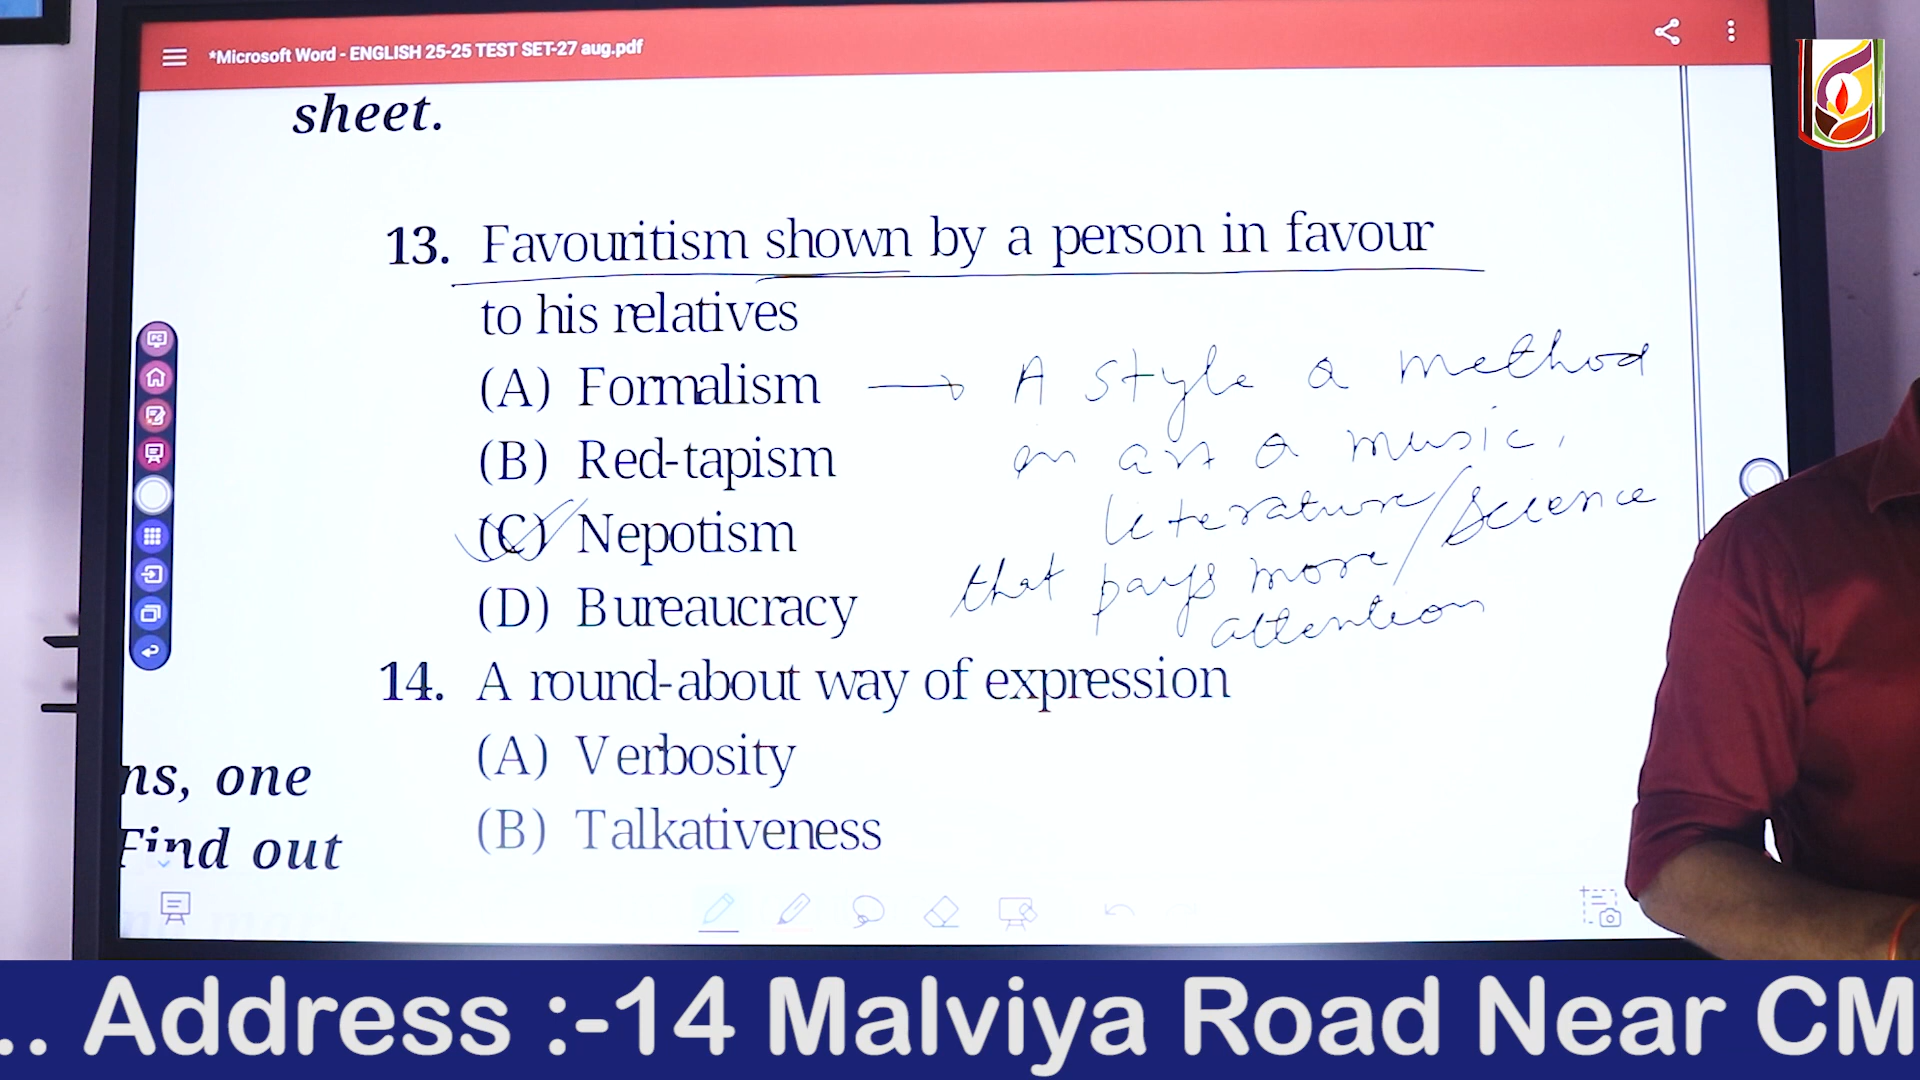 *Microsoft Word - ENGLISH 25-25 TEST SET-27 aug.pdf
sheet.
13. Favouritism shown by a person in favour
to his relatives
(A) Formalism → A style a method
(B) Red-tapism on art a music,
literature/science
(C) Nepotism
that pays more
(D) Bureaucracy
attention
14. A round-about way of expression
(A) Verbosity
(B) Talkativeness
ns, one
Find out
.. Address :-14 Malviya Road Near CM